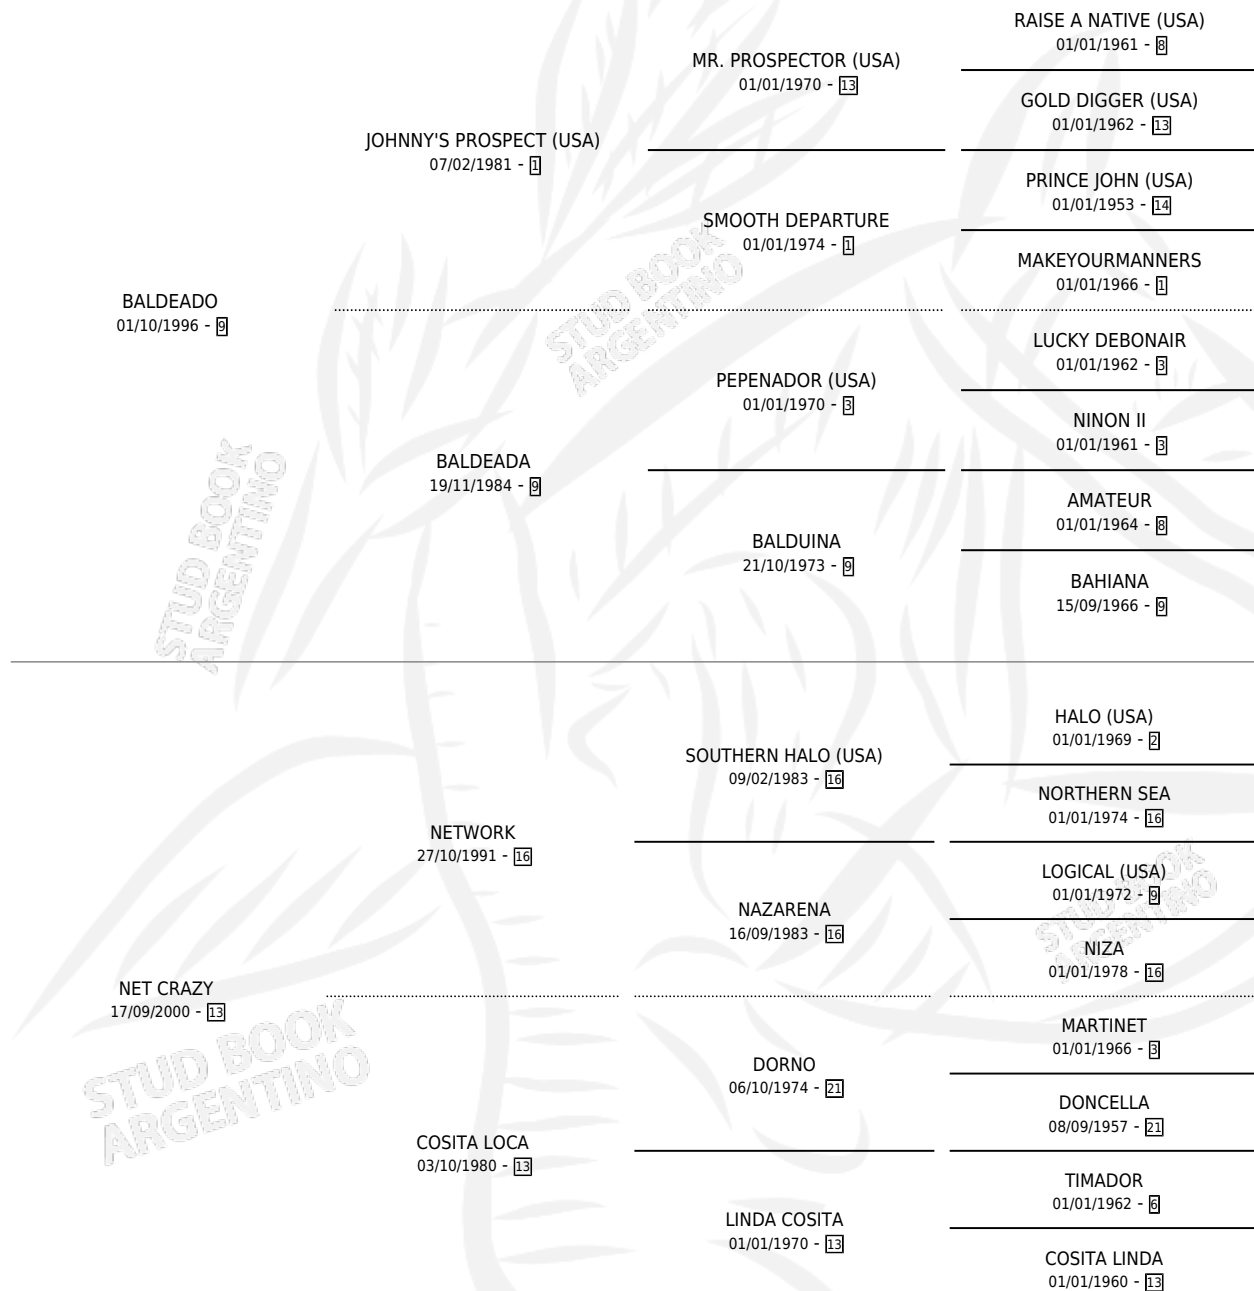 RAISE A NATIVE (USA)
01/01/1961 - 8
MR. PROSPECTOR (USA)
01/01/1970 - 13
GOLD DIGGER (USA)
01/01/1962 - 13
JOHNNY'S PROSPECT (USA)
07/02/1981 - 1
PRINCE JOHN (USA)
01/01/1953 - 14
SMOOTH DEPARTURE
01/01/1974 - 1
MAKEYOURMANNERS
01/01/1966 - 1
BALDEADO
01/10/1996 - 9
LUCKY DEBONAIR
01/01/1962 - 3
PEPENADOR (USA)
01/01/1970 - 3
NINON II
01/01/1961 - 3
BALDEADA
19/11/1984 - 9
AMATEUR
01/01/1964 - 8
BALDUINA
21/10/1973 - 9
BAHIANA
15/09/1966 - 9
HALO (USA)
01/01/1969 - 2
SOUTHERN HALO (USA)
09/02/1983 - 16
NORTHERN SEA
01/01/1974 - 16
NETWORK
27/10/1991 - 16
LOGICAL (USA)
01/01/1972 - 9
NAZARENA
16/09/1983 - 16
NIZA
01/01/1978 - 16
NET CRAZY
17/09/2000 - 13
MARTINET
01/01/1966 - 3
DORNO
06/10/1974 - 21
DONCELLA
08/09/1957 - 21
COSITA LOCA
03/10/1980 - 13
TIMADOR
01/01/1962 - 6
LINDA COSITA
01/01/1970 - 13
COSITA LINDA
01/01/1960 - 13
STUD BOOK
ARGENTINO
STUD BOOK
ARGENTINO
STUD BOOK
ARGENTINO
STUD BOOK
ARGENTINO